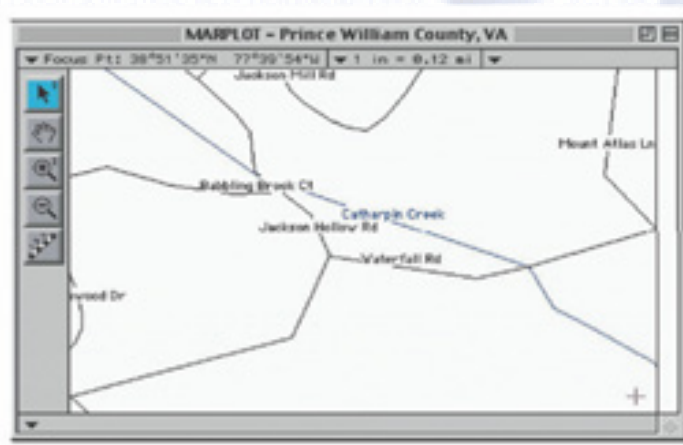 MARPLOT – Prince William County, VA
Focus Pt: 38°51'35"N 77°39'54"W 1 in = 0.12 mi
Jackson Mill Rd
Mount Atlas Ln
Babbling Brook Ct
Catharpin Creek
Jackson Hollow Rd
Waterfall Rd
wood Dr